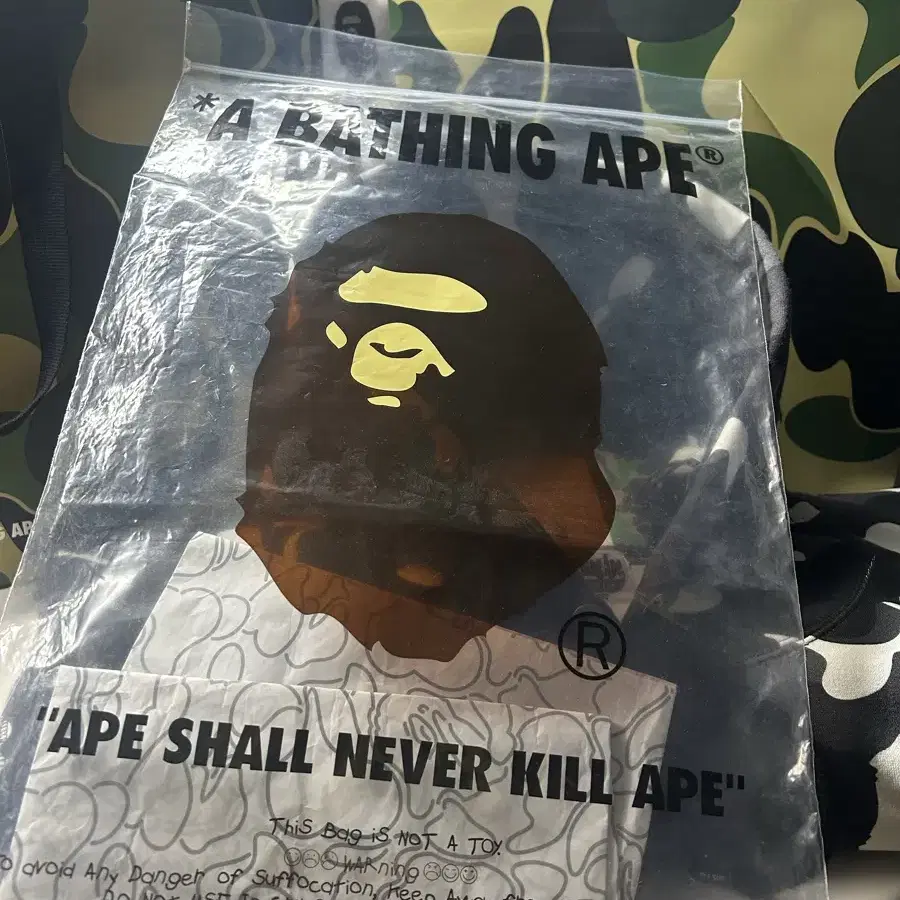 *A BATHING APE®
®
"APE SHALL NEVER KILL APE"
THiS Bag iS NOT A TOY.
WARning
TO avoid Any Danger of Suffocation, Keep Away